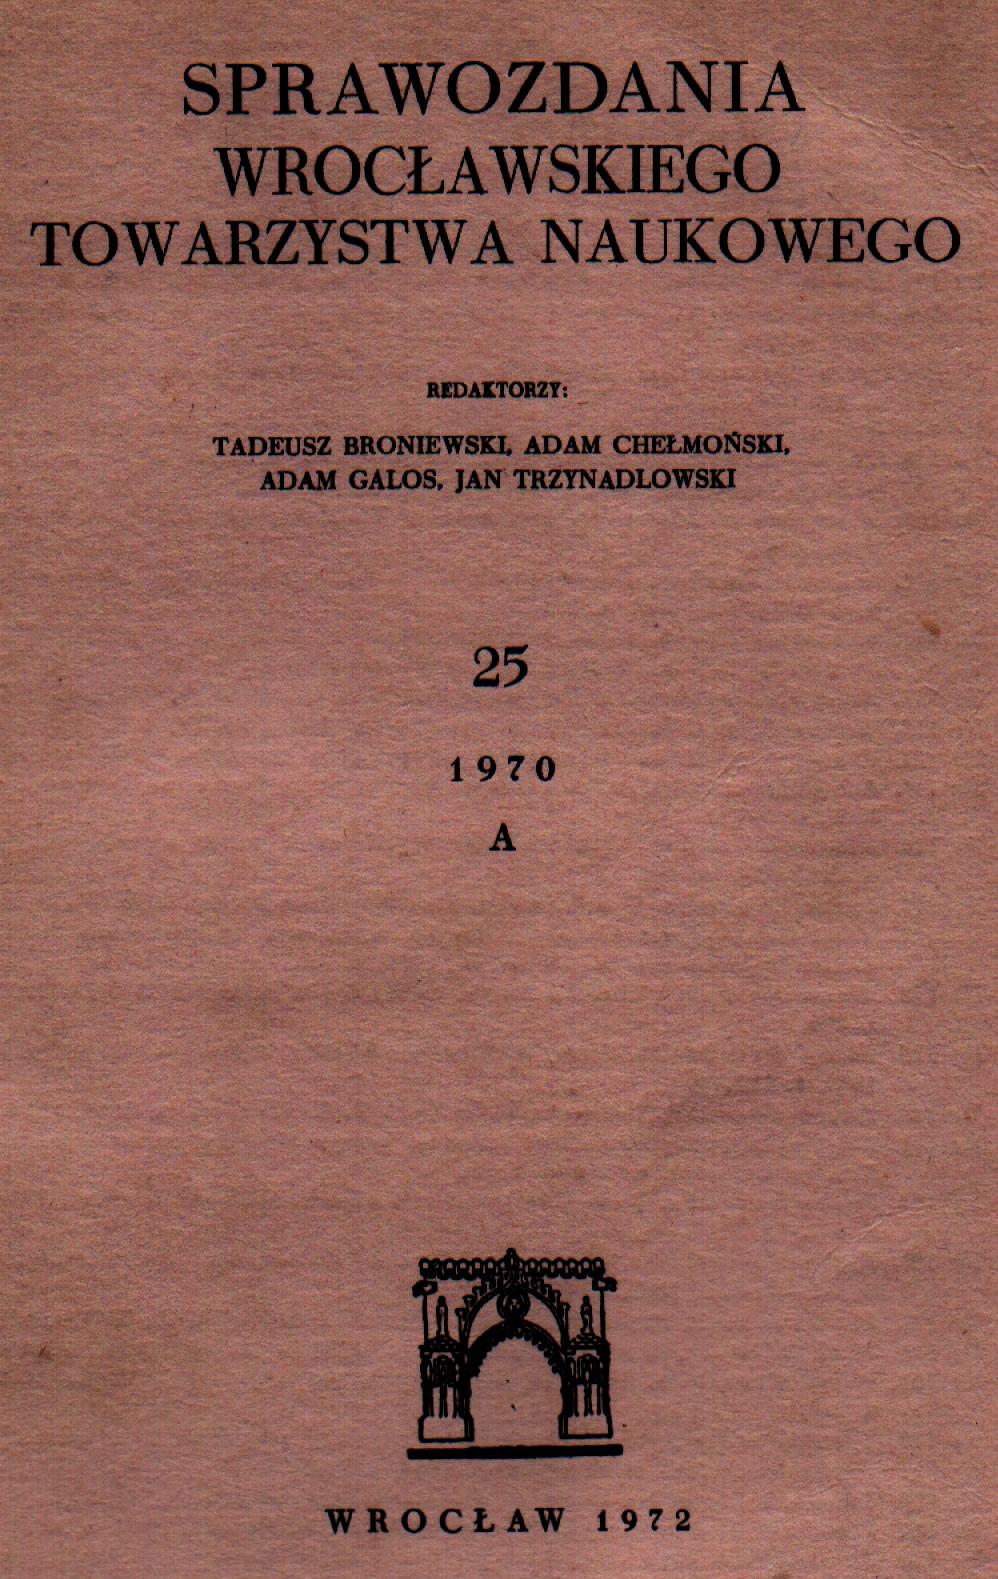 SPRAWOZDANIA
WROCŁAWSKIEGO
TOWARZYSTWA NAUKOWEGO
REDAKTORZY:
TADEUSZ BRONIEWSKI, ADAM CHEŁMOŃSKI,
ADAM GALOS, JAN TRZYNADLOWSKI
25
1970
A
WROCŁAW 1972